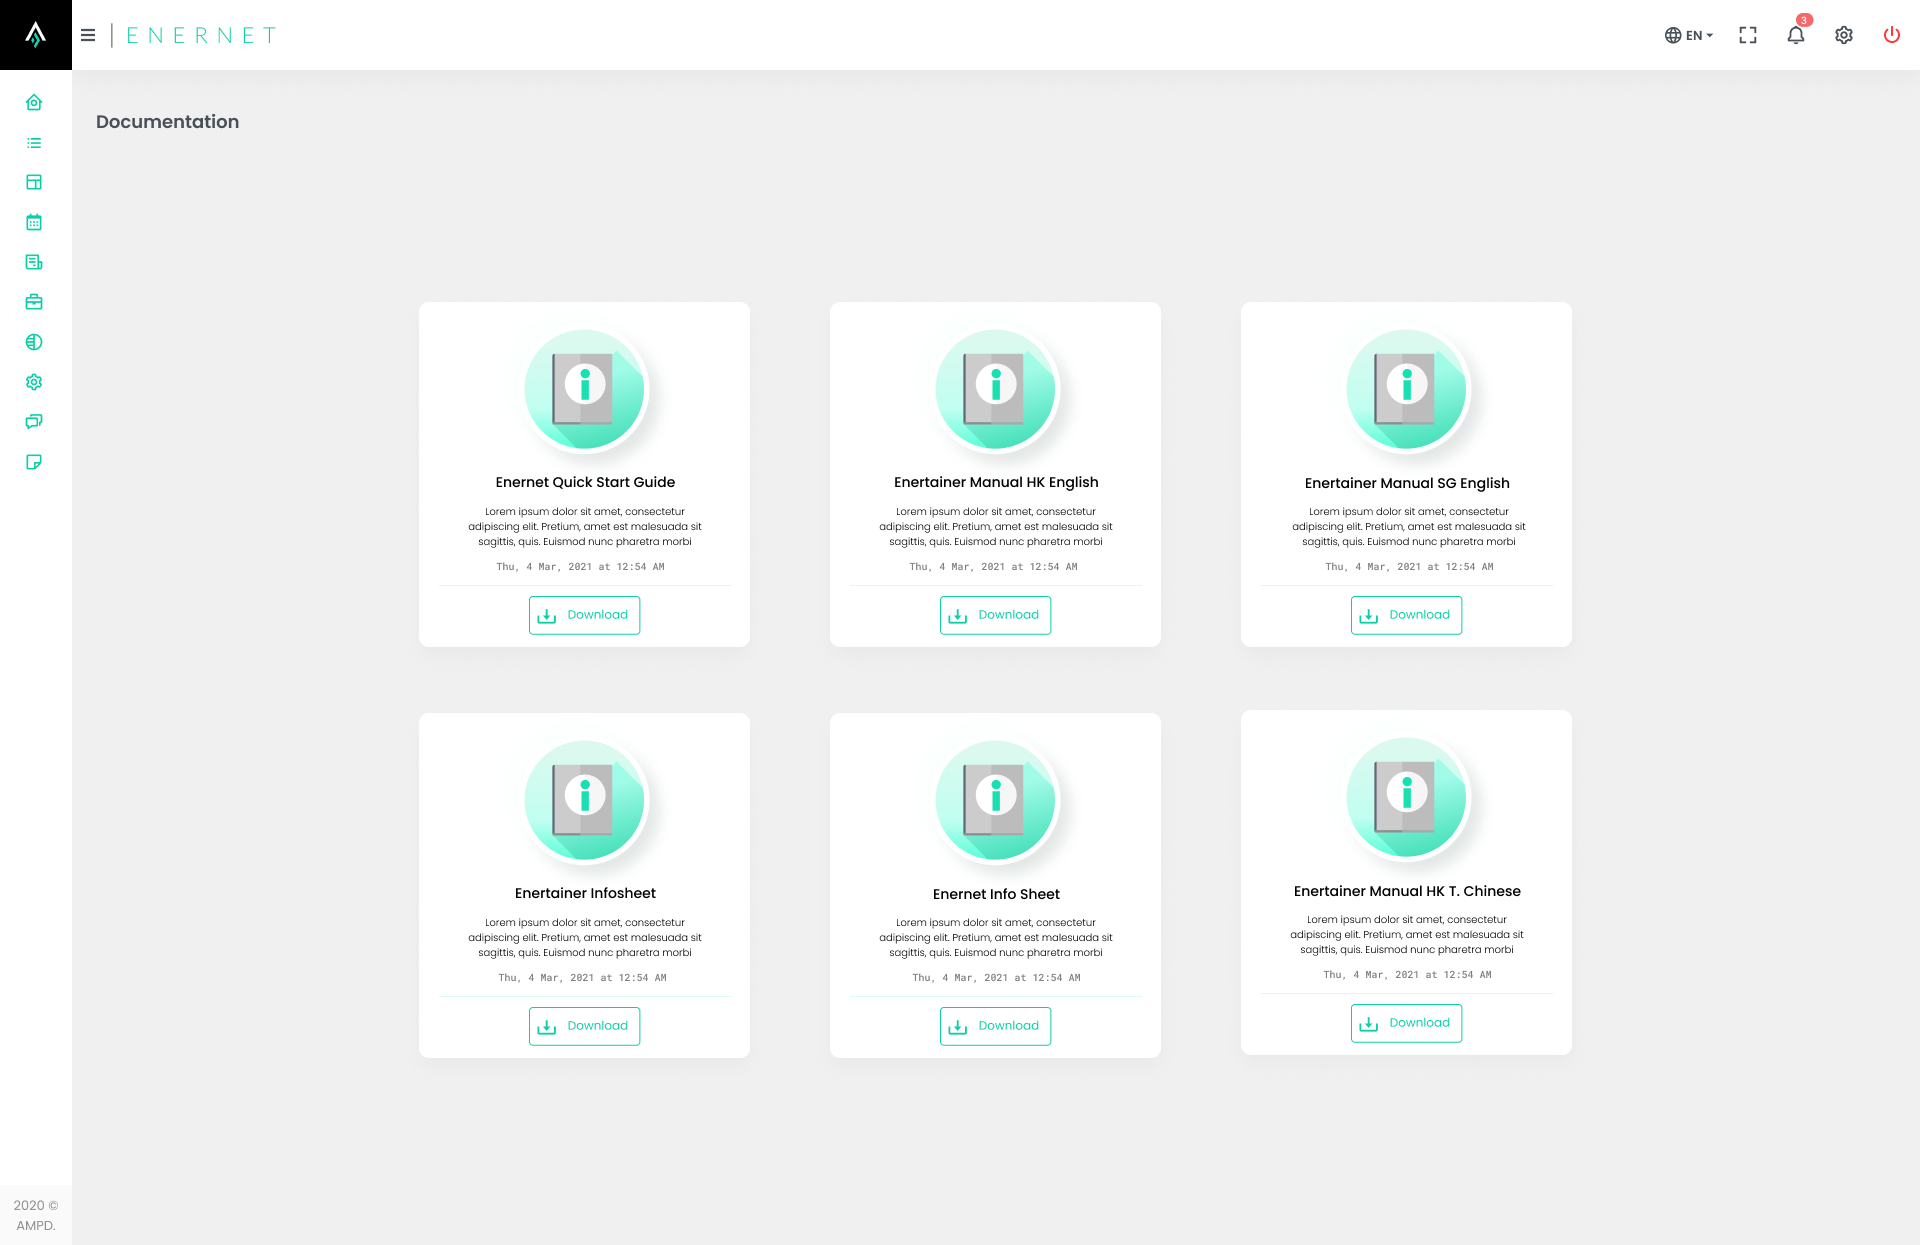 ENERNET
EN
3
Documentation
Enernet Quick Start Guide
Lorem ipsum dolor sit amet, consectetur
adipiscing elit. Pretium, amet est malesuada sit
sagittis, quis. Euismod nunc pharetra morbi
Thu, 4 Mar, 2021 at 12:54 AM
Download
Enertainer Manual HK English
Lorem ipsum dolor sit amet, consectetur
adipiscing elit. Pretium, amet est malesuada sit
sagittis, quis. Euismod nunc pharetra morbi
Thu, 4 Mar, 2021 at 12:54 AM
Download
Enertainer Manual SG English
Lorem ipsum dolor sit amet, consectetur
adipiscing elit. Pretium, amet est malesuada sit
sagittis, quis. Euismod nunc pharetra morbi
Thu, 4 Mar, 2021 at 12:54 AM
Download
Enertainer Infosheet
Lorem ipsum dolor sit amet, consectetur
adipiscing elit. Pretium, amet est malesuada sit
sagittis, quis. Euismod nunc pharetra morbi
Thu, 4 Mar, 2021 at 12:54 AM
Download
Enernet Info Sheet
Lorem ipsum dolor sit amet, consectetur
adipiscing elit. Pretium, amet est malesuada sit
sagittis, quis. Euismod nunc pharetra morbi
Thu, 4 Mar, 2021 at 12:54 AM
Download
Enertainer Manual HK T. Chinese
Lorem ipsum dolor sit amet, consectetur
adipiscing elit. Pretium, amet est malesuada sit
sagittis, quis. Euismod nunc pharetra morbi
Thu, 4 Mar, 2021 at 12:54 AM
Download
2020 ©
AMPD.